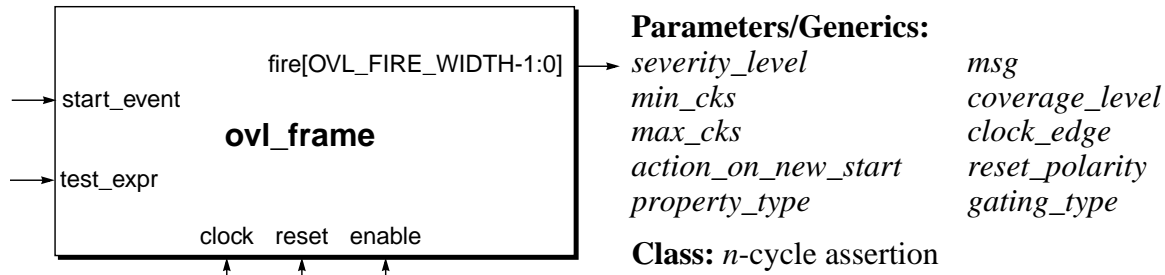 fire[OVL_FIRE_WIDTH-1:0]
start_event
ovl_frame
test_expr
clock reset enable
Parameters/Generics:
severity_level msg
min_cks coverage_level
max_cks clock_edge
action_on_new_start reset_polarity
property_type gating_type
Class: n-cycle assertion